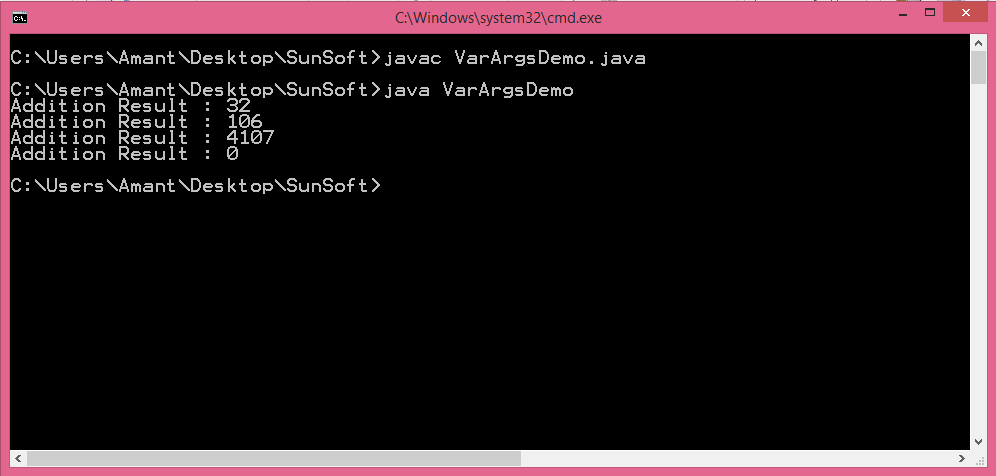 C:\Windows\system32\cmd.exe
C:\Users\Amant\Desktop\SunSoft>javac VarArgsDemo.java
C:\Users\Amant\Desktop\SunSoft>java VarArgsDemo
Addition Result : 32
Addition Result : 106
Addition Result : 4107
Addition Result : 0
C:\Users\Amant\Desktop\SunSoft>